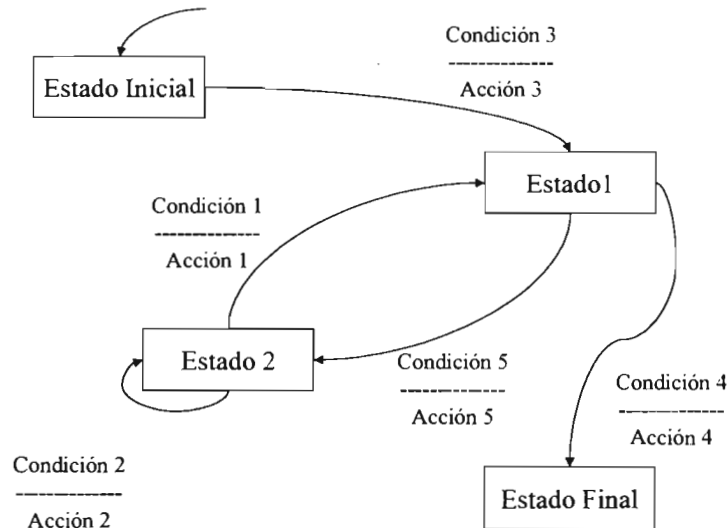 Condición 3
Acción 3
Estado Inicial
Estado1
Condición 1
Acción 1
Estado 2
Condición 5
Acción 5
Condición 4
Acción 4
Condición 2
Acción 2
Estado Final